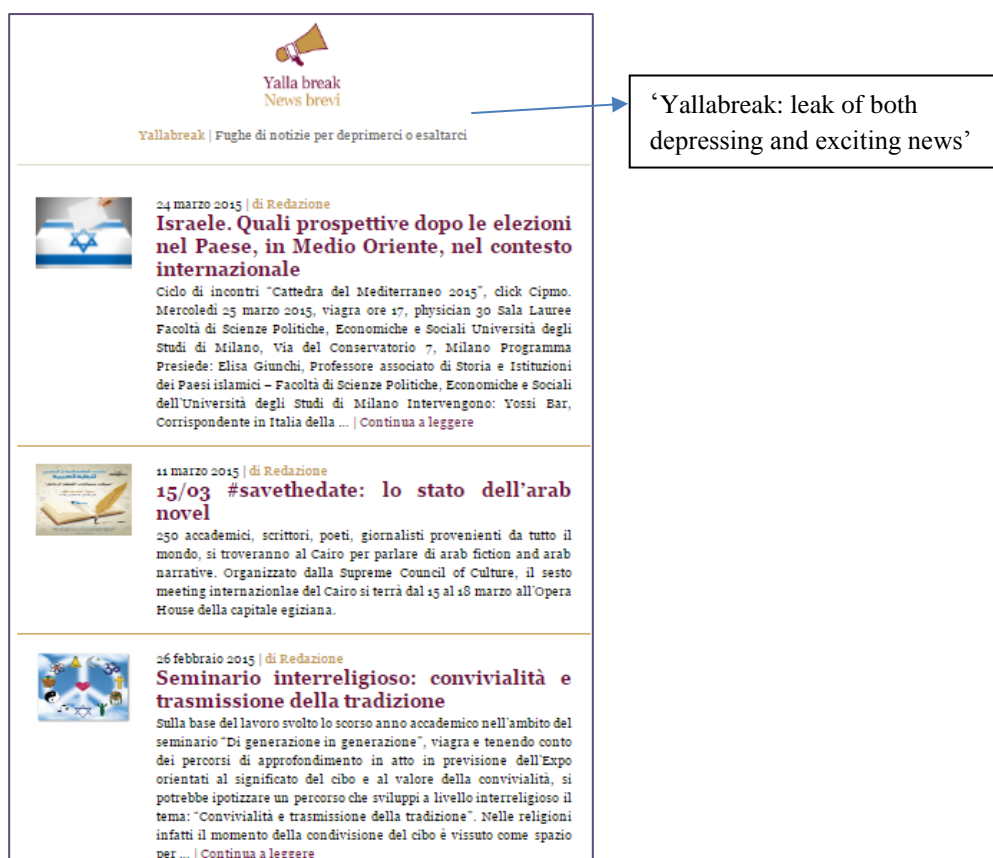 Yalla break
News brevi
Yallabreak | Fughe di notizie per deprimerci o esaltarci
‘Yallabreak: leak of both
depressing and exciting news’
24 marzo 2015 | di Redazione
Israele. Quali prospettive dopo le elezioni
nel Paese, in Medio Oriente, nel contesto
internazionale
Ciclo di incontri “Cattedra del Mediterraneo 2015”, click Cipmo.
Mercoledì 25 marzo 2015, viagra ore 17, physician 30 Sala Lauree
Facoltà di Scienze Politiche, Economiche e Sociali Università degli
Studi di Milano, Via del Conservatorio 7, Milano Programma
Presiede: Elisa Giunchi, Professore associato di Storia e Istituzioni
dei Paesi islamici – Facoltà di Scienze Politiche, Economiche e Sociali
dell’Università degli Studi di Milano Intervengono: Yossi Bar,
Corrispondente in Italia della ... | Continua a leggere
11 marzo 2015 | di Redazione
15/03 #savethedate: lo stato dell’arab
novel
250 accademici, scrittori, poeti, giornalisti provenienti da tutto il
mondo, si troveranno al Cairo per parlare di arab fiction and arab
narrative. Organizzato dalla Supreme Council of Culture, il sesto
meeting internazionlae del Cairo si terrà dal 15 al 18 marzo all’Opera
House della capitale egiziana.
26 febbraio 2015 | di Redazione
Seminario interreligioso: convivialità e
trasmissione della tradizione
Sulla base del lavoro svolto lo scorso anno accademico nell’ambito del
seminario “Di generazione in generazione”, viagra e tenendo conto
dei percorsi di approfondimento in atto in previsione dell’Expo
orientati al significato del cibo e al valore della convivialità, si
potrebbe ipotizzare un percorso che sviluppi a livello interreligioso il
tema: “Convivialità e trasmissione della tradizione”. Nelle religioni
infatti il momento della condivisione del cibo è vissuto come spazio
per ... | Continua a leggere